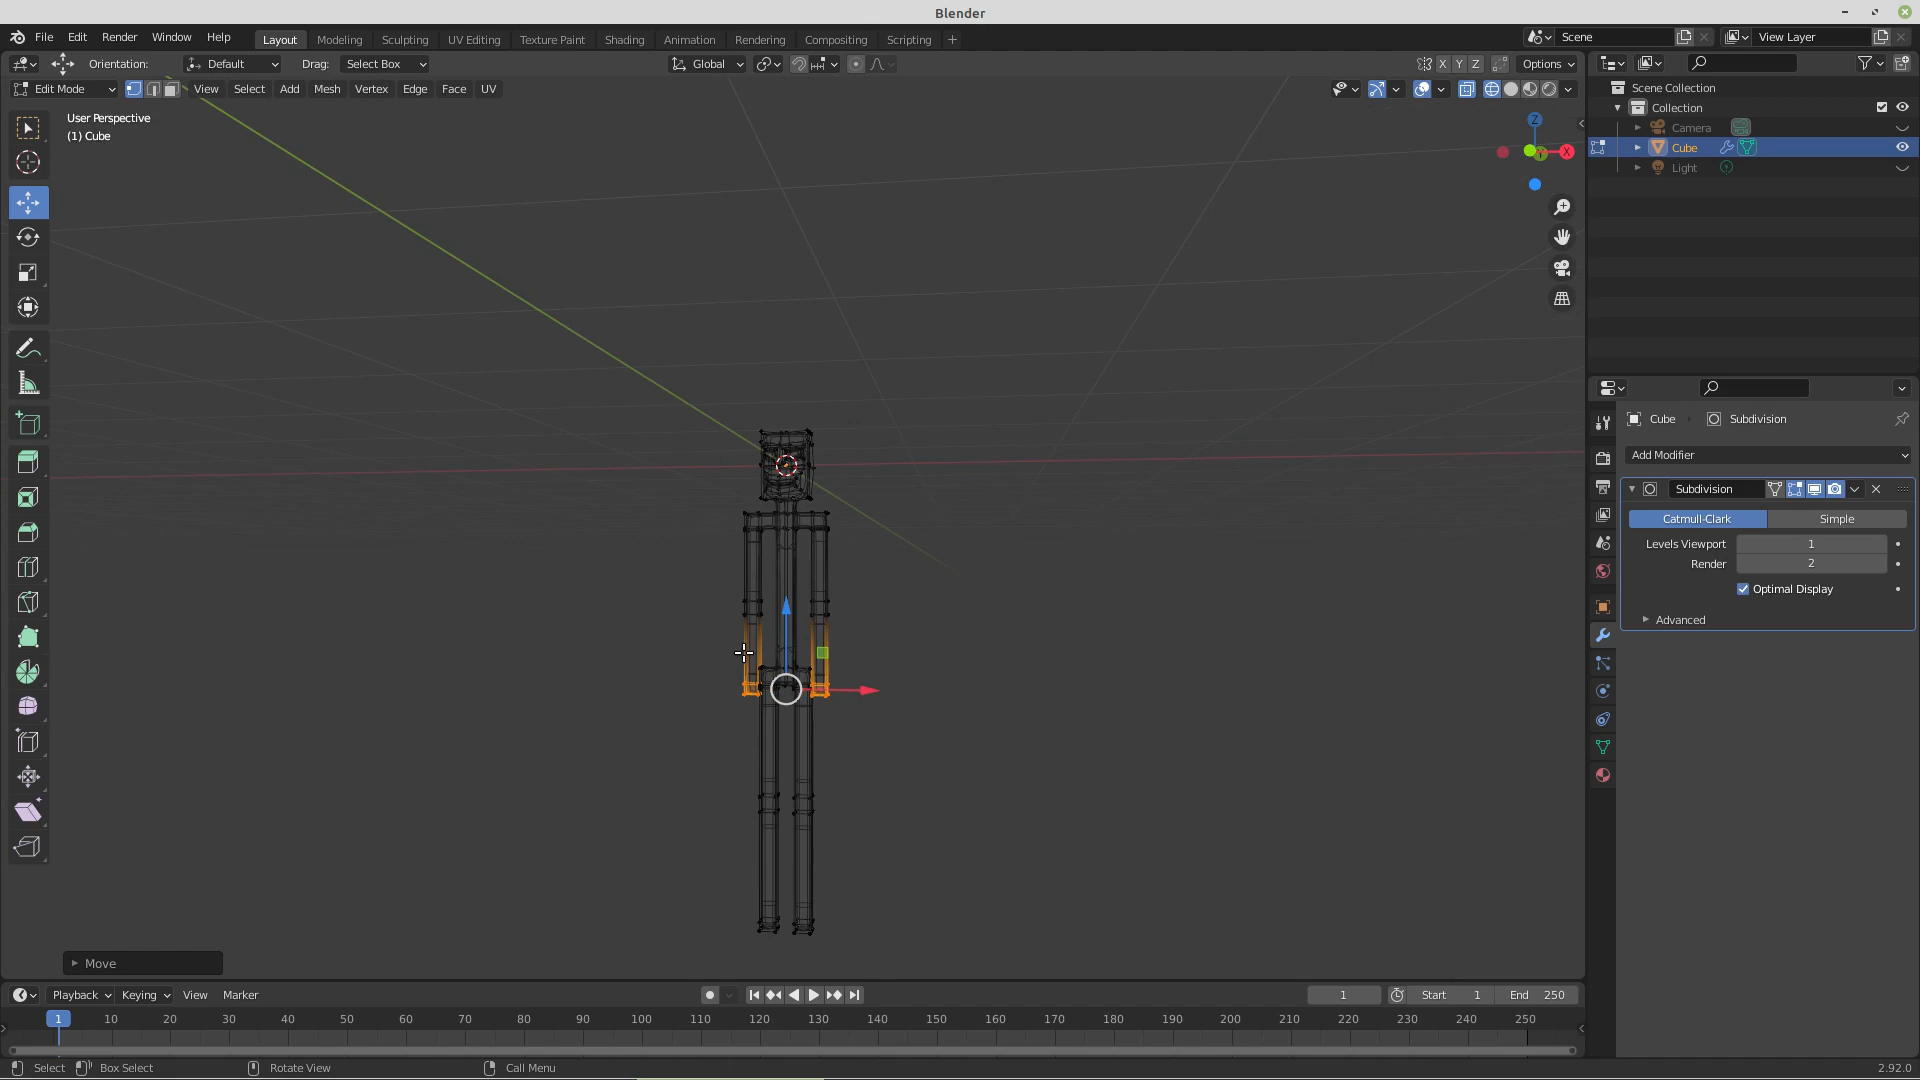 Blender
File Edit Render Window Help
Layout Modeling Sculpting UV Editing Texture Paint Shading Animation Rendering Compositing Scripting
Scene
View Layer
Orientation: Default Drag: Select Box
Global
X Y Z Options
Edit Mode View Select Add Mesh Vertex Edge Face UV
User Perspective
(1) Cube
Z
X
Y
Scene Collection
Collection
Camera
Cube
Light
Cube Subdivision
Add Modifier
Subdivision
Catmull-Clark Simple
Levels Viewport 1
Render 2
Optimal Display
Advanced
Move
Playback Keying View Marker
1 Start 1 End 250
1 10 20 30 40 50 60 70 80 90 100 110 120 130 140 150 160 170 180 190 200 210 220 230 240 250
Select Box Select Rotate View Call Menu 2.92.0